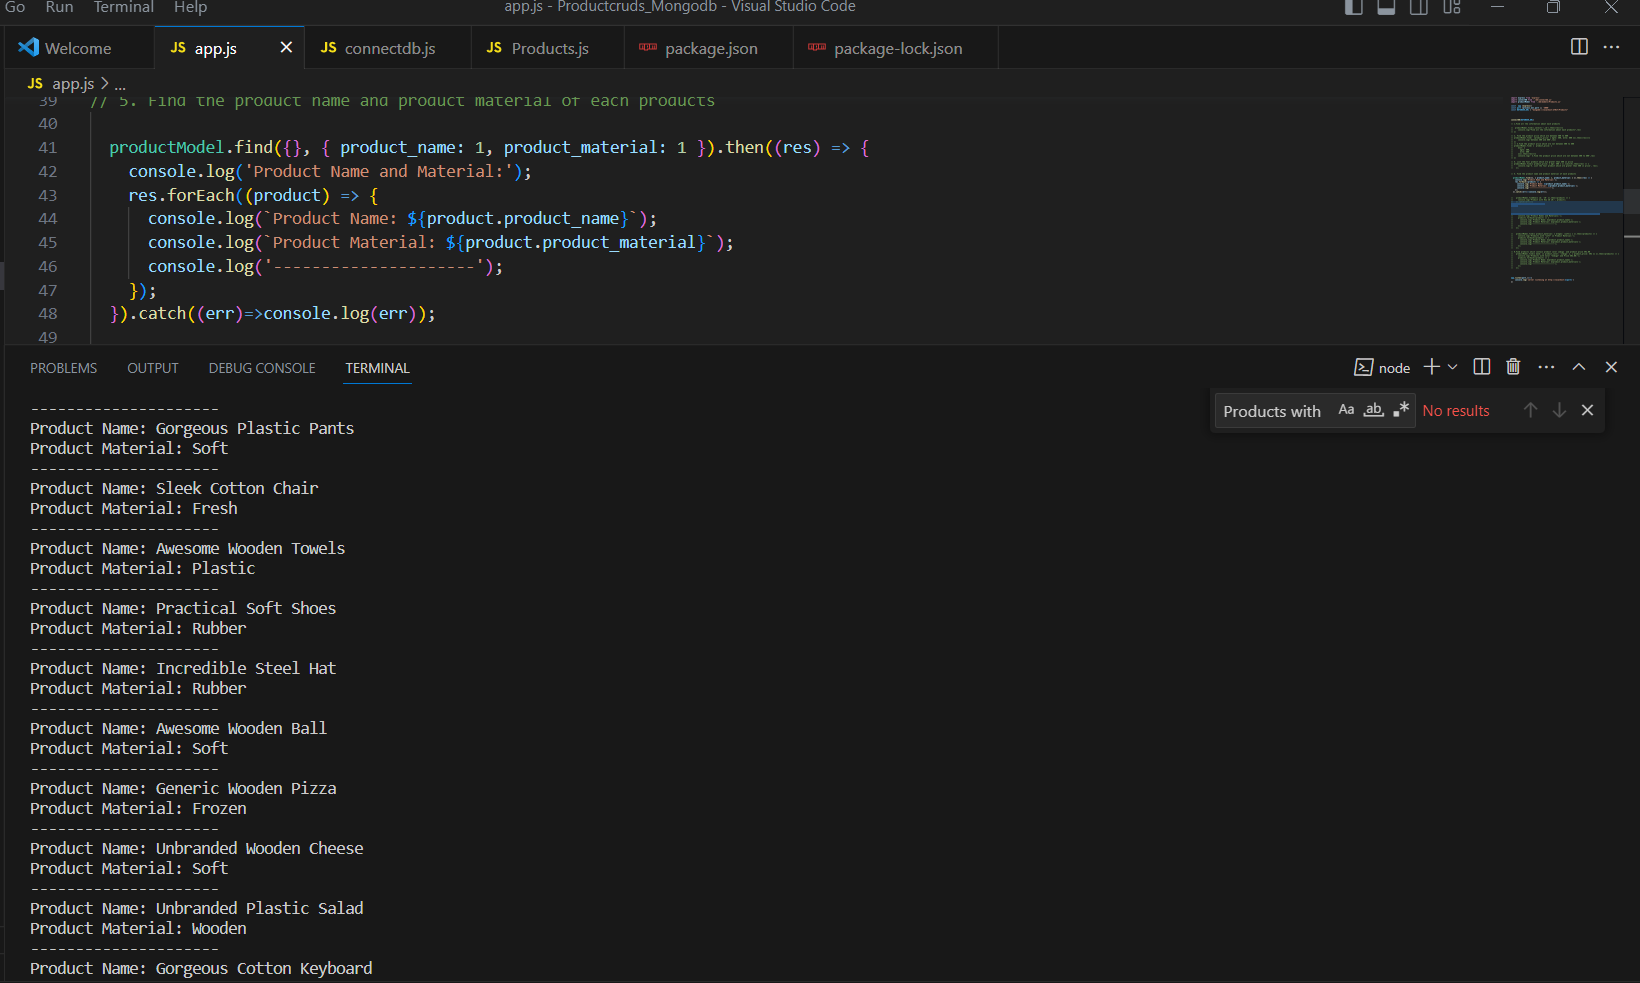 Go Run Terminal Help app.js - Productcruds_Mongodb - Visual Studio Code
Welcome JS app.js JS connectdb.js JS Products.js package.json package-lock.json
JS app.js > ...
39 // 5. Find the product name and product material of each products
40
41 productModel.find({}, { product_name: 1, product_material: 1 }).then((res) => {
42 console.log('Product Name and Material:');
43 res.forEach((product) => {
44 console.log(`Product Name: ${product.product_name}`);
45 console.log(`Product Material: ${product.product_material}`);
46 console.log('---------------------');
47 });
48 }).catch((err)=>console.log(err));
49
PROBLEMS OUTPUT DEBUG CONSOLE TERMINAL node
Products with Aa ab .* No results
---------------------
Product Name: Gorgeous Plastic Pants
Product Material: Soft
---------------------
Product Name: Sleek Cotton Chair
Product Material: Fresh
---------------------
Product Name: Awesome Wooden Towels
Product Material: Plastic
---------------------
Product Name: Practical Soft Shoes
Product Material: Rubber
---------------------
Product Name: Incredible Steel Hat
Product Material: Rubber
---------------------
Product Name: Awesome Wooden Ball
Product Material: Soft
---------------------
Product Name: Generic Wooden Pizza
Product Material: Frozen
---------------------
Product Name: Unbranded Wooden Cheese
Product Material: Soft
---------------------
Product Name: Unbranded Plastic Salad
Product Material: Wooden
---------------------
Product Name: Gorgeous Cotton Keyboard